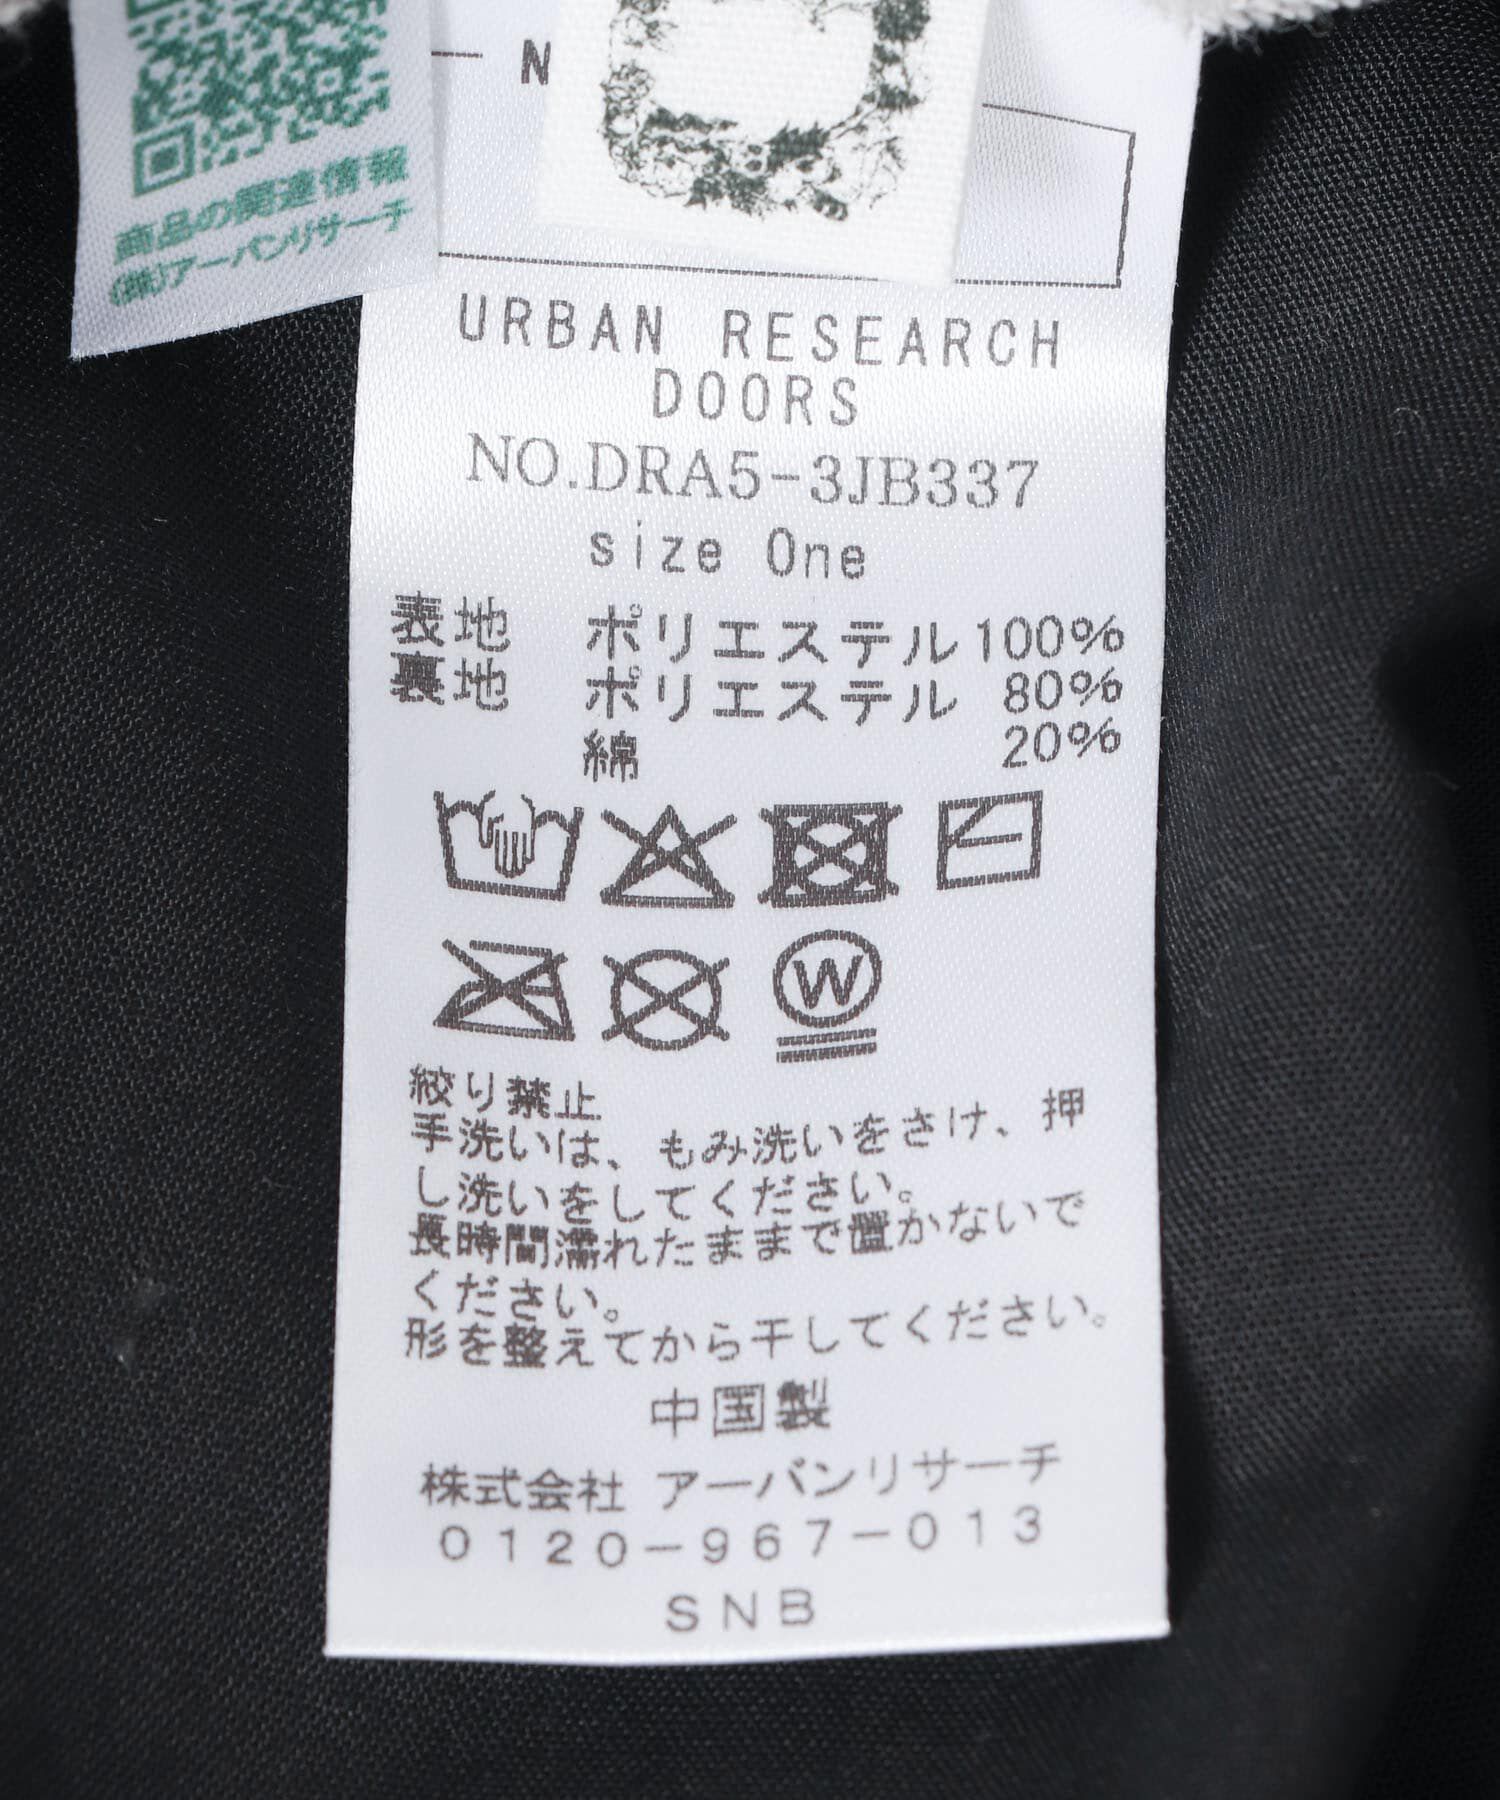 N
商品の関連情報
(株)アーバンリサーチ
URBAN RESEARCH
DOORS
NO.DRA5-3JB337
size One
表地 ポリエステル 100%
裏地 ポリエステル 80%
綿 20%
W
絞り禁止
手洗いは、もみ洗いをさけ、押
し洗いをしてください。
長時間濡れたままで置かないで
ください。
形を整えてから干してください。
中国製
株式会社 アーバンリサーチ
0120-967-013
SNB